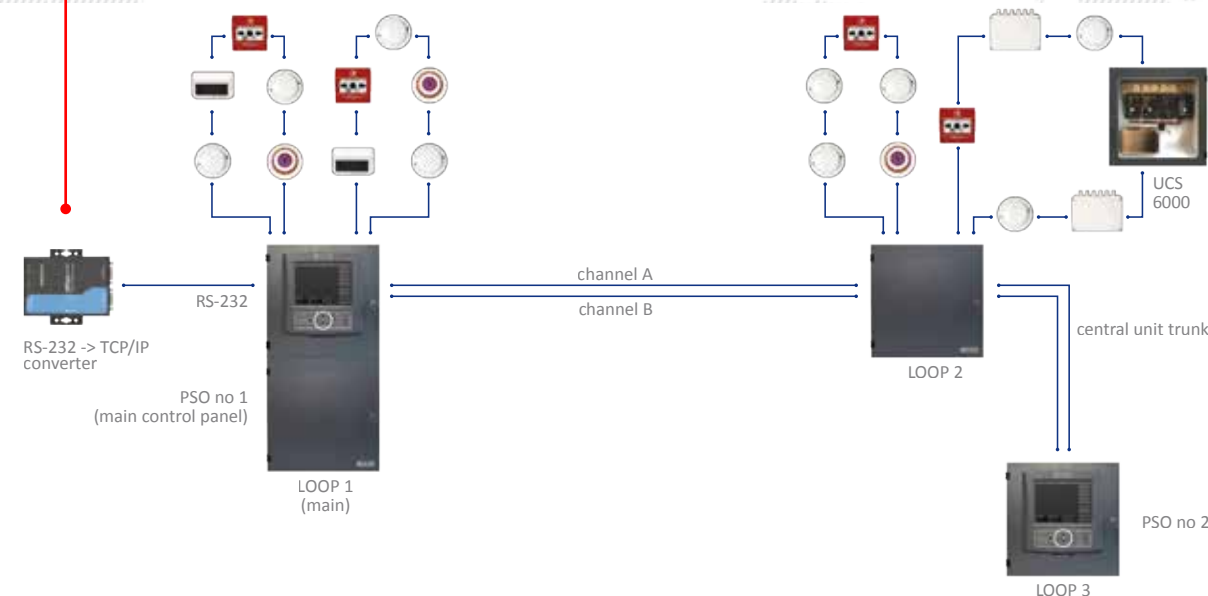 UCS
6000
channel A
RS-232
channel B
central unit trunk
RS-232 -> TCP/IP
converter
LOOP 2
PSO no 1
(main control panel)
LOOP 1
(main)
PSO no 2
LOOP 3